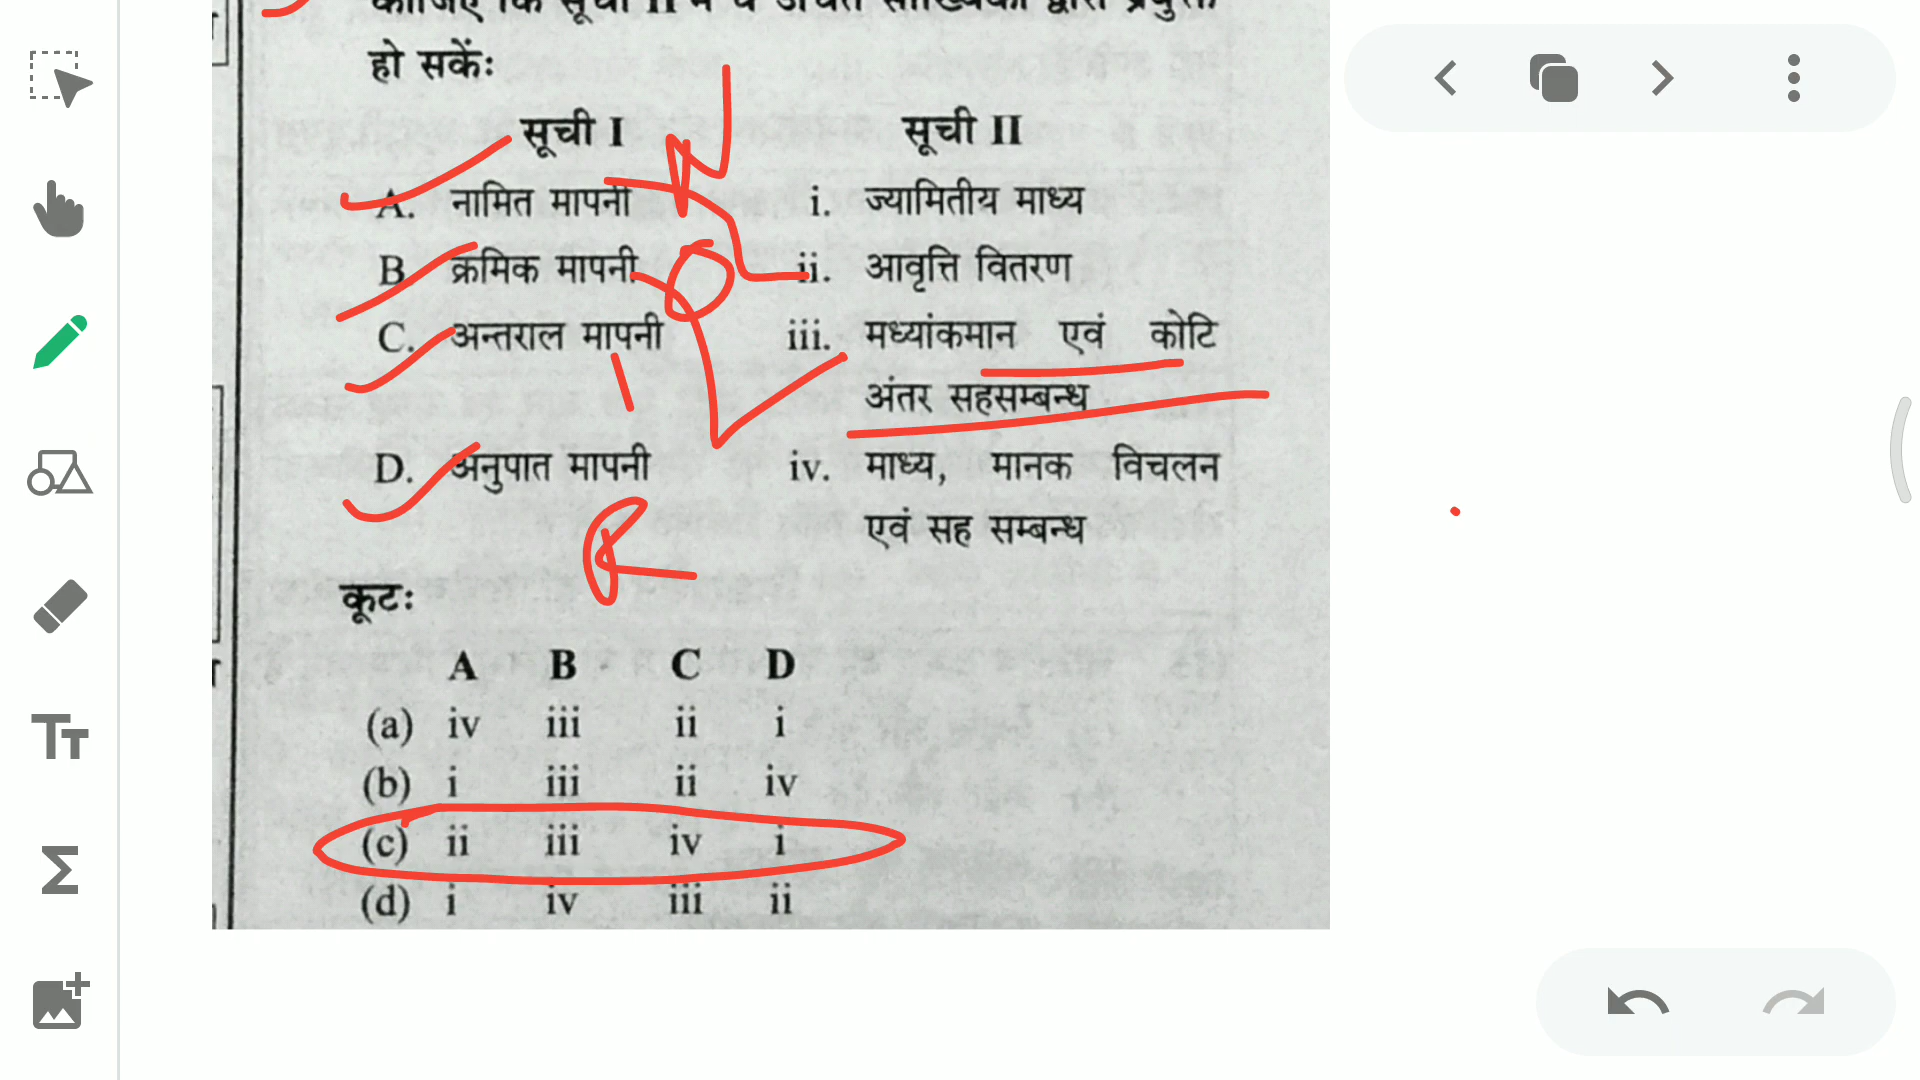 हो सकें:
सूची I सूची II
A. नामित मापनी i. ज्यामितीय माध्य
B. क्रमिक मापनी ii. आवृत्ति वितरण
C. अन्तराल मापनी iii. मध्यांकमान एवं कोटि
अंतर सहसम्बन्ध
D. अनुपात मापनी iv. माध्य, मानक विचलन
एवं सह सम्बन्ध
कूटः
A B C D
(a) iv iii ii i
(b) i iii ii iv
(c) ii iii iv i
(d) i iv iii ii